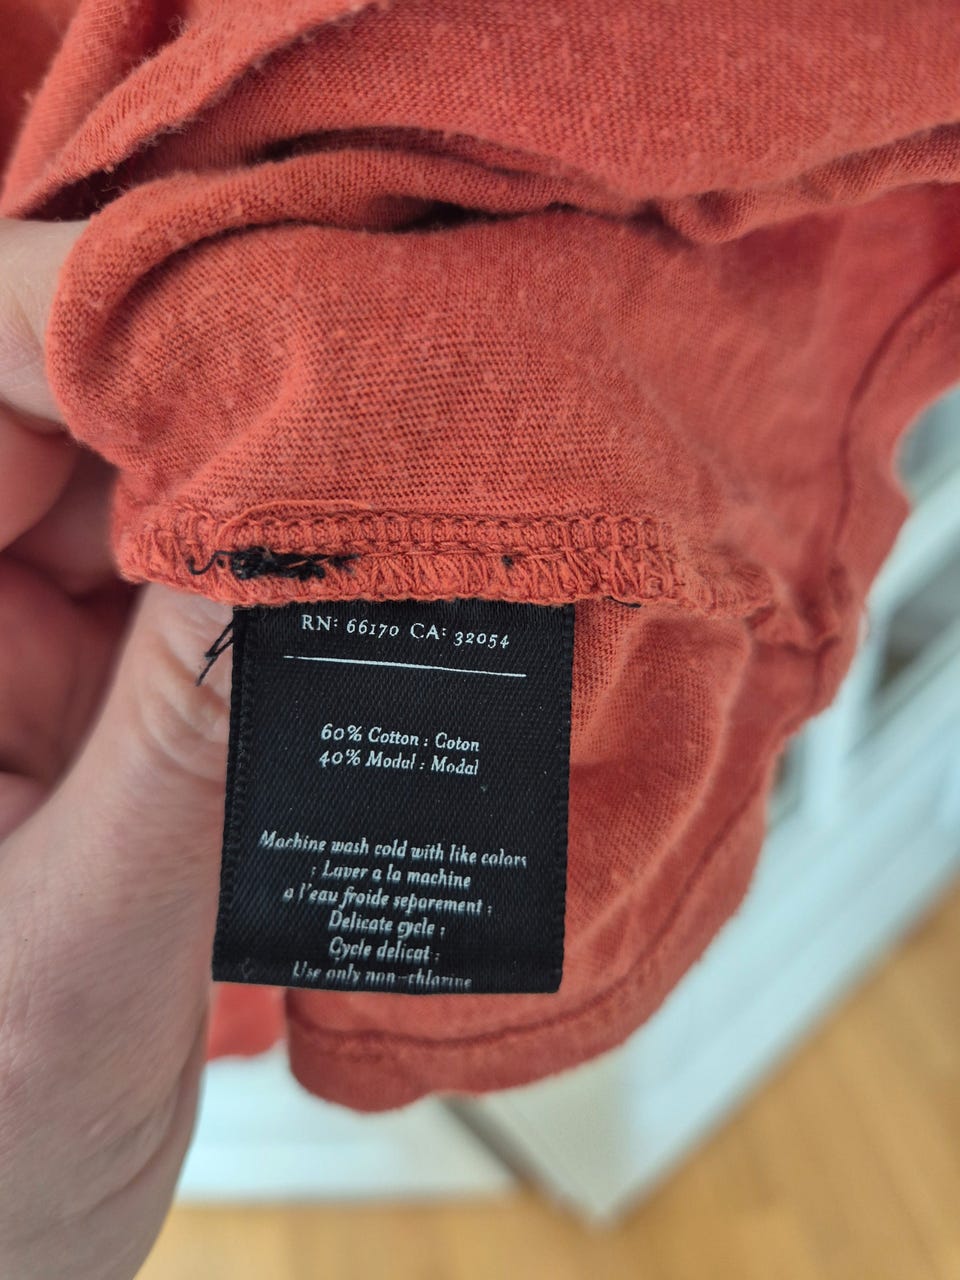 RN: 66170 CA: 32054
60% Cotton : Coton
40% Modal : Modal
Machine wash cold with like colors
: Laver a la machine
a l'eau froide separement :
Delicate cycle :
Cycle delicat :
Use only non-chlorine